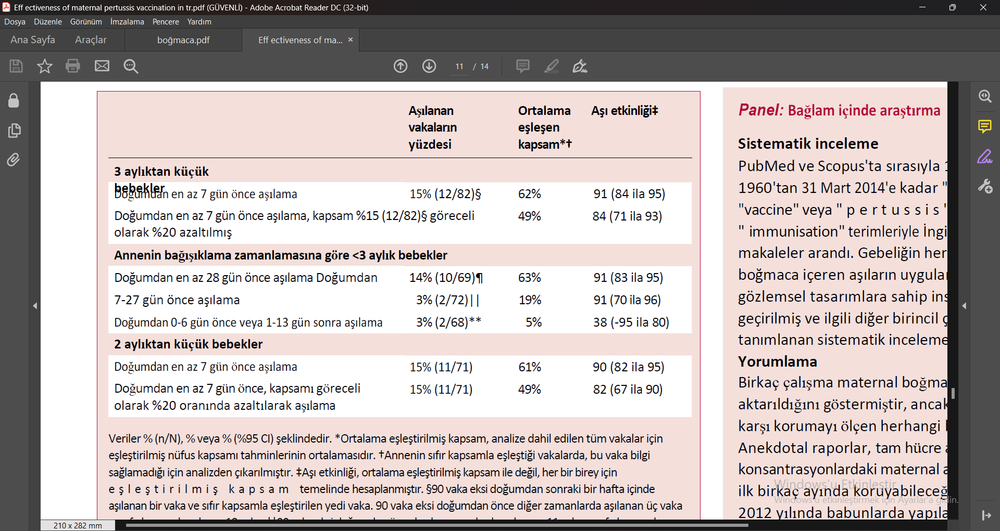 Eff ectiveness of maternal pertussis vaccination in tr.pdf (GÜVENLİ) - Adobe Acrobat Reader DC (32-bit)
Dosya Düzenle Görünüm İmzalama Pencere Yardım
Ana Sayfa Araçlar boğmaca.pdf Eff ectiveness of ma... ×
11 / 14
Aşılanan vakaların yüzdesi
Ortalama eşleşen kapsam*†
Aşı etkinliği‡
3 aylıktan küçük
bebekler
Doğumdan en az 7 gün önce aşılama 15% (12/82)§ 62% 91 (84 ila 95)
Doğumdan en az 7 gün önce aşılama, kapsam %15 (12/82)§ göreceli 49% 84 (71 ila 93)
olarak %20 azaltılmış
Annenin bağışıklama zamanlamasına göre <3 aylık bebekler
Doğumdan en az 28 gün önce aşılama Doğumdan 14% (10/69)¶ 63% 91 (83 ila 95)
7-27 gün önce aşılama 3% (2/72)|| 19% 91 (70 ila 96)
Doğumdan 0-6 gün önce veya 1-13 gün sonra aşılama 3% (2/68)** 5% 38 (-95 ila 80)
2 aylıktan küçük bebekler
Doğumdan en az 7 gün önce aşılama 15% (11/71) 61% 90 (82 ila 95)
Doğumdan en az 7 gün önce, kapsamı göreceli 15% (11/71) 49% 82 (67 ila 90)
olarak %20 oranında azaltılarak aşılama
Veriler % (n/N), % veya % (%95 CI) şeklindedir. *Ortalama eşleştirilmiş kapsam, analize dahil edilen tüm vakalar için
eşleştirilmiş nüfus kapsamı tahminlerinin ortalamasıdır. †Annenin sıfır kapsamla eşleştiği vakalarda, bu vaka bilgi
sağlamadığı için analizden çıkarılmıştır. ‡Aşı etkinliği, ortalama eşleştirilmiş kapsam ile değil, her bir birey için
eşleştirilmiş kapsam temelinde hesaplanmıştır. §90 vaka eksi doğumdan sonraki bir hafta içinde
aşılanan bir vaka ve sıfır kapsamla eşleştirilen yedi vaka. 90 vaka eksi doğumdan önce diğer zamanlarda aşılanan üç vaka
Panel: Bağlam içinde araştırma
Sistematik inceleme
PubMed ve Scopus'ta sırasıyla
1960'tan 31 Mart 2014'e kadar "
"vaccine" veya " p e r t u s s i s "
" immunisation" terimleriyle İngi
makaleler arandı. Gebeliğin her
boğmaca içeren aşıların uygula
gözlemsel tasarımlara sahip ins
geçirilmiş ve ilgili diğer birincil ç
tanımlanan sistematik inceleme
Yorumlama
Birkaç çalışma maternal boğma
aktarıldığını göstermiştir, ancak
karşı korumayı ölçen herhangi
Anekdotal raporlar, tam hücre
konsantrasyonlardaki maternal a
ilk birkaç ayında koruyabileceğ
2012 yılında babunlarda yapıla
Windows'u Etkinleştir
Windows'u etkinleştirmek için Ayarlar'a gidin.
210 x 282 mm